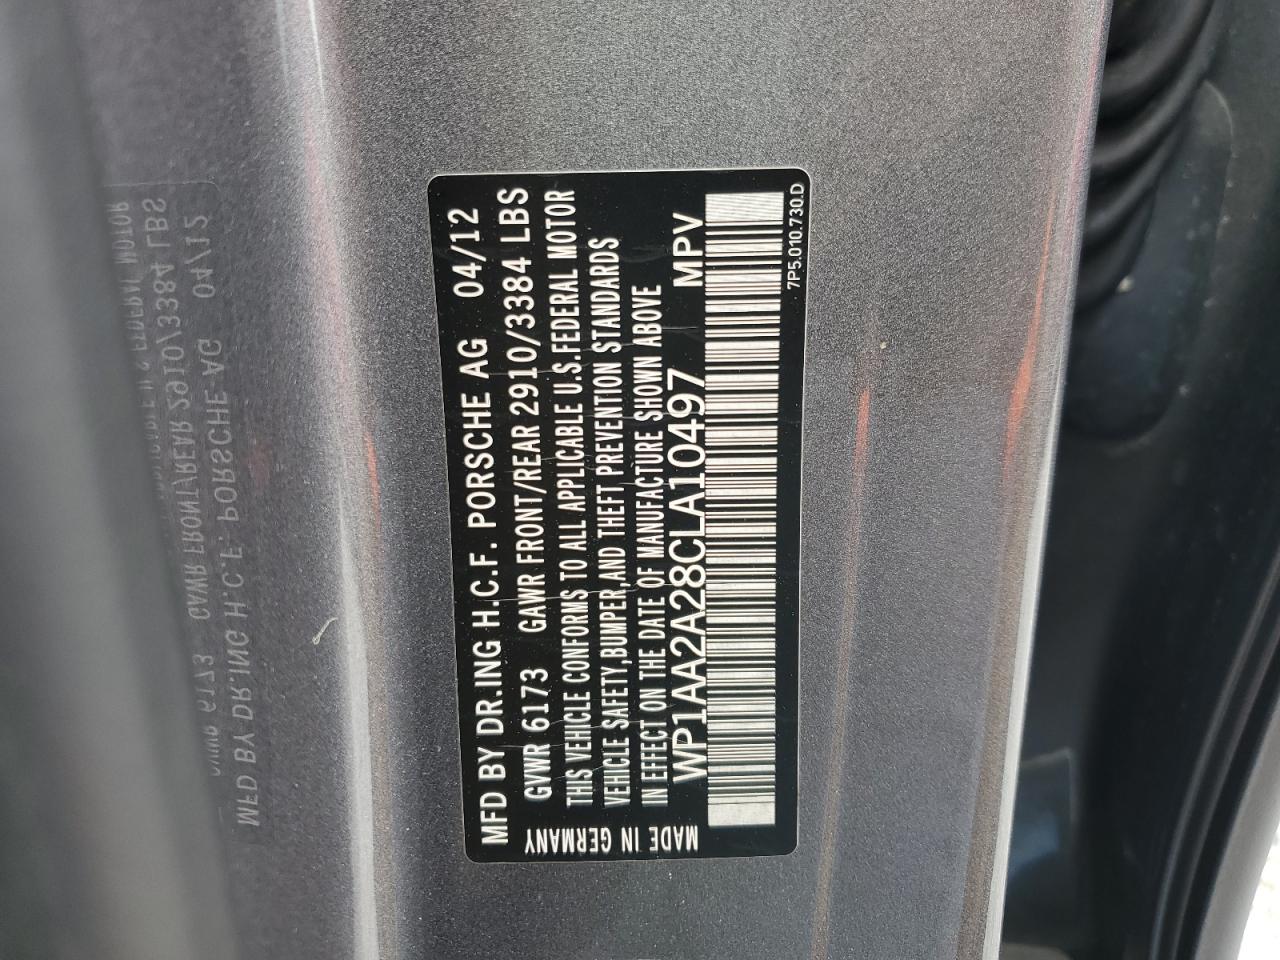 MFD BY DR.ING H.C.F. PORSCHE AG 04/12
GVWR 6173 GAWR FRONT/REAR 2910/3384 LBS
THIS VEHICLE CONFORMS TO ALL APPLICABLE U.S.FEDERAL MOTOR
VEHICLE SAFETY,BUMPER,AND THEFT PREVENTION STANDARDS
IN EFFECT ON THE DATE OF MANUFACTURE SHOWN ABOVE
WP1AA2A28CLA10497 MPV
7P5.010.730.D
MADE IN GERMANY